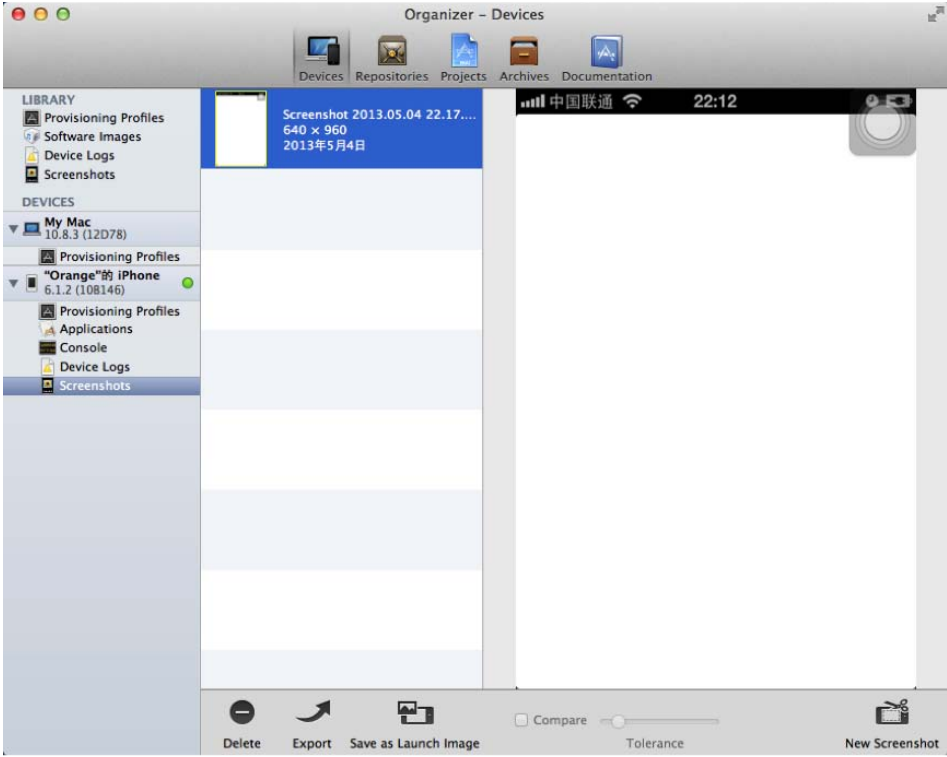 Organizer – Devices
Devices Repositories Projects Archives Documentation
LIBRARY
Provisioning Profiles
Software Images
Device Logs
Screenshots
DEVICES
My Mac
10.8.3 (12D78)
Provisioning Profiles
"Orange"的 iPhone
6.1.2 (10B146)
Provisioning Profiles
Applications
Console
Device Logs
Screenshots
Screenshot 2013.05.04 22.17....
640 × 960
2013年5月4日
中国联通 22:12
Delete Export Save as Launch Image
Compare
Tolerance
New Screenshot